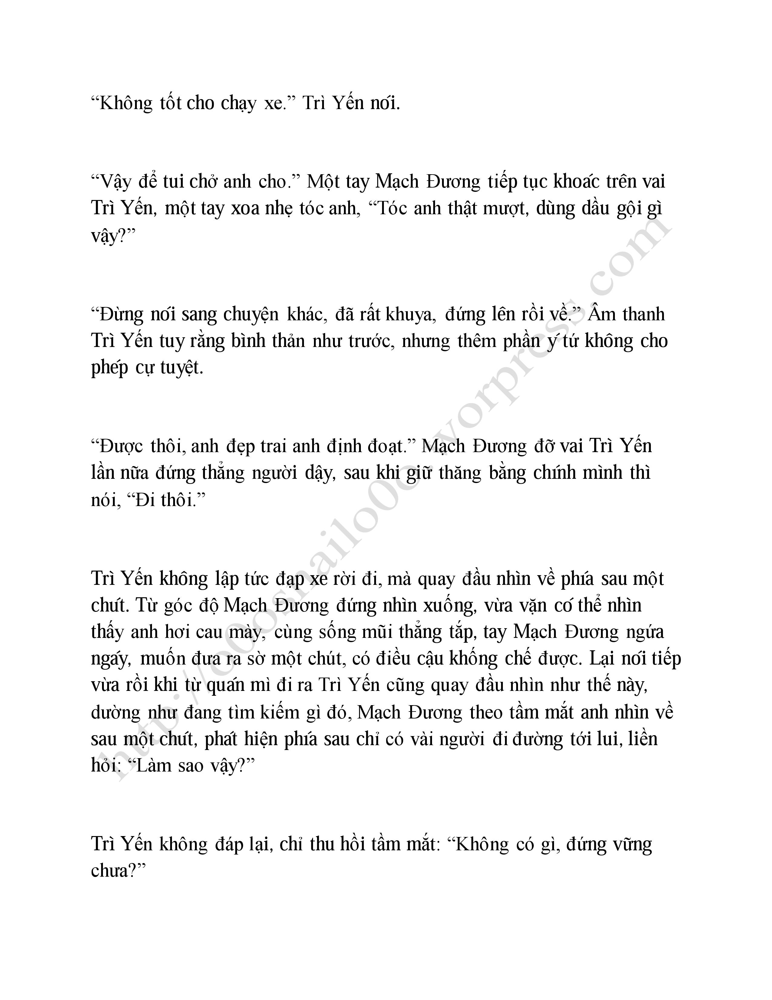 “Không tốt cho chạy xe.” Trì Yến nói.
“Vậy để tui chở anh cho.” Một tay Mạch Đương tiếp tục khoác trên vai
Trì Yến, một tay xoa nhẹ tóc anh, “Tóc anh thật mượt, dùng dầu gội gì
vậy?”
“Đừng nói sang chuyện khác, đã rất khuya, đứng lên rồi về.” Âm thanh
Trì Yến tuy rằng bình thản như trước, nhưng thêm phần ý tứ không cho
phép cự tuyệt.
“Được thôi, anh đẹp trai anh định đoạt.” Mạch Đương đỡ vai Trì Yến
lần nữa đứng thẳng người dậy, sau khi giữ thăng bằng chính mình thì
nói, “Đi thôi.”
Trì Yến không lập tức đạp xe rời đi, mà quay đầu nhìn về phía sau một
chút. Từ góc độ Mạch Đương đứng nhìn xuống, vừa vặn có thể nhìn
thấy anh hơi cau mày, cùng sống mũi thẳng tắp, tay Mạch Đương ngứa
ngáy, muốn đưa ra sờ một chút, có điều cậu khống chế được. Lại nói tiếp
vừa rồi khi từ quán mì đi ra Trì Yến cũng quay đầu nhìn như thế này,
dường như đang tìm kiếm gì đó, Mạch Đương theo tầm mắt anh nhìn về
sau một chút, phát hiện phía sau chỉ có vài người đi đường tới lui, liền
hỏi: “Làm sao vậy?”
Trì Yến không đáp lại, chỉ thu hồi tầm mắt: “Không có gì, đứng vững
chưa?”
http://o0osnailo0o.vorpress.com